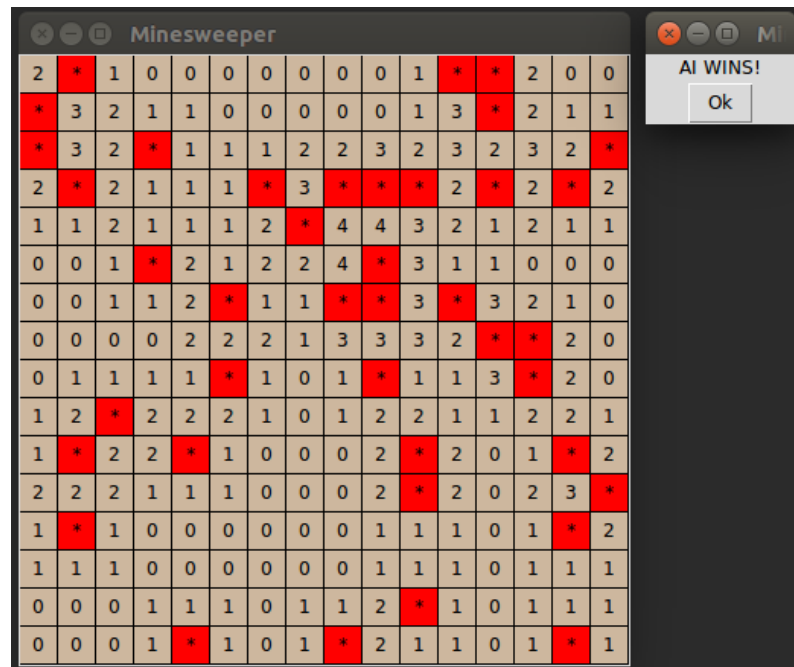 Minesweeper
2 * 1 0 0 0 0 0 0 0 1 * * 2 0 0
* 3 2 1 1 0 0 0 0 0 1 3 * 2 1 1
* 3 2 * 1 1 1 2 2 3 2 3 2 3 2 *
2 * 2 1 1 1 * 3 * * * 2 * 2 * 2
1 1 2 1 1 1 2 * 4 4 3 2 1 2 1 1
0 0 1 * 2 1 2 2 4 * 3 1 1 0 0 0
0 0 1 1 2 * 1 1 * * 3 * 3 2 1 0
0 0 0 0 2 2 2 1 3 3 3 2 * * 2 0
0 1 1 1 1 * 1 0 1 * 1 1 3 * 2 0
1 2 * 2 2 2 1 0 1 2 2 1 1 2 2 1
1 * 2 2 * 1 0 0 0 2 * 2 0 1 * 2
2 2 2 1 1 1 0 0 0 2 * 2 0 2 3 *
1 * 1 0 0 0 0 0 0 1 1 1 0 1 * 2
1 1 1 0 0 0 0 0 0 1 1 1 0 1 1 1
0 0 0 1 1 1 0 1 1 2 * 1 0 1 1 1
0 0 0 1 * 1 0 1 * 2 1 1 0 1 * 1
Mi
AI WINS!
Ok